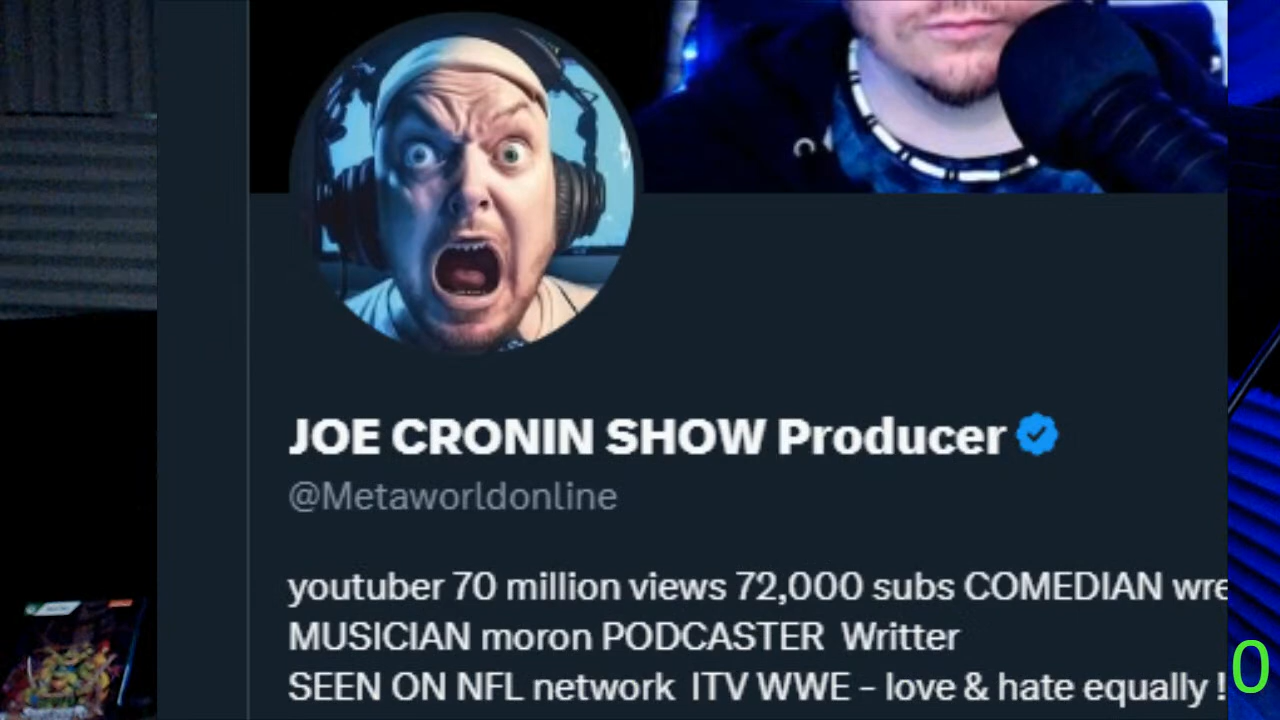 JOE CRONIN SHOW Producer
@Metaworldonline
youtuber 70 million views 72,000 subs COMEDIAN wre
MUSICIAN moron PODCASTER Writter
SEEN ON NFL network ITV WWE - love & hate equally !
0